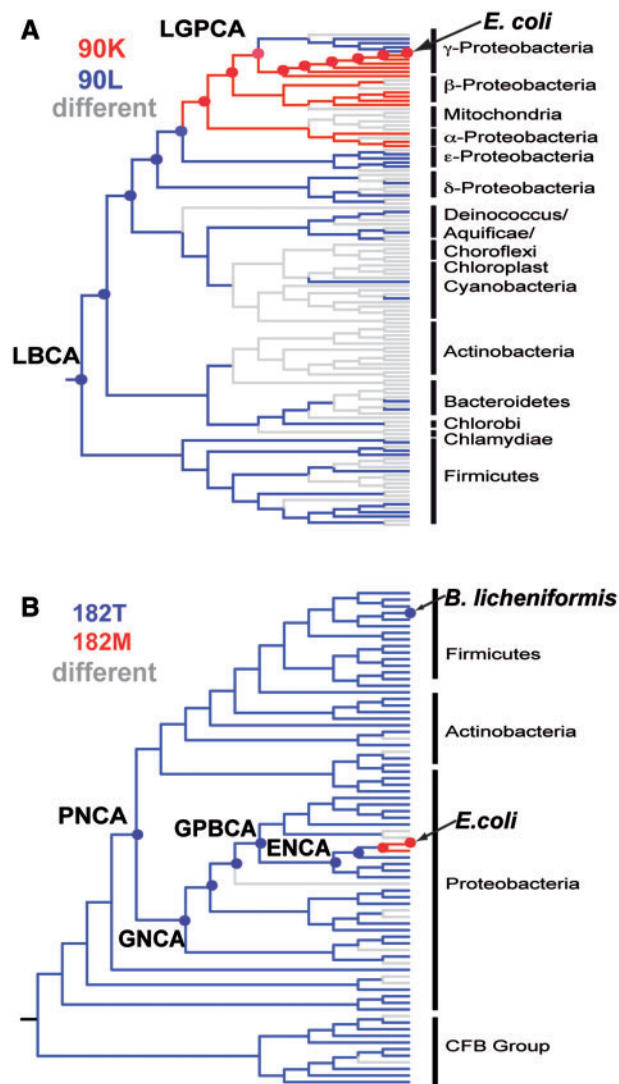 A
90K
90L
different
LGPCA
E. coli
γ-Proteobacteria
β-Proteobacteria
Mitochondria
α-Proteobacteria
ε-Proteobacteria
δ-Proteobacteria
Deinococcus/
Aquificae/
Choroflexi
Chloroplast
Cyanobacteria
LBCA
Actinobacteria
Bacteroidetes
Chlorobi
Chlamydiae
Firmicutes
B
182T
182M
different
B. licheniformis
Firmicutes
Actinobacteria
PNCA
GPBCA
ENCA
E.coli
Proteobacteria
GNCA
CFB Group